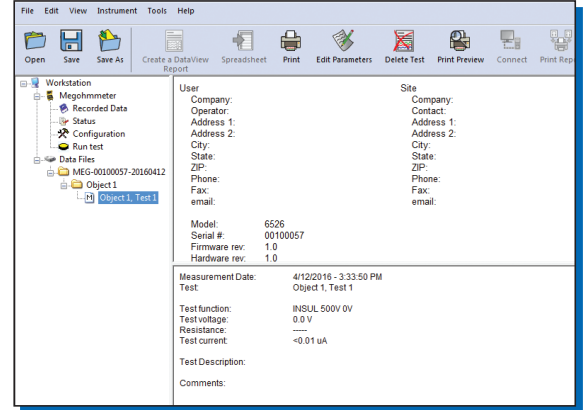 File Edit View Instrument Tools Help
Open Save Save As Create a DataView Report Spreadsheet Print Edit Parameters Delete Test Print Preview Connect Print Rep
Workstation
Megohmmeter
Recorded Data
Status
Configuration
Run test
Data Files
MEG-00100057-20160412
Object 1
M Object 1, Test 1
User
Company:
Operator:
Address 1:
Address 2:
City:
State:
ZIP:
Phone:
Fax:
email:
Site
Company:
Contact:
Address 1:
Address 2:
City:
State:
ZIP:
Phone:
Fax:
email:
Model: 6526
Serial #: 00100057
Firmware rev: 1.0
Hardware rev: 1.0
Measurement Date: 4/12/2016 - 3:33:50 PM
Test: Object 1, Test 1
Test function: INSUL 500V 0V
Test voltage: 0.0 V
Resistance: -----
Test current: <0.01 uA
Test Description:
Comments: